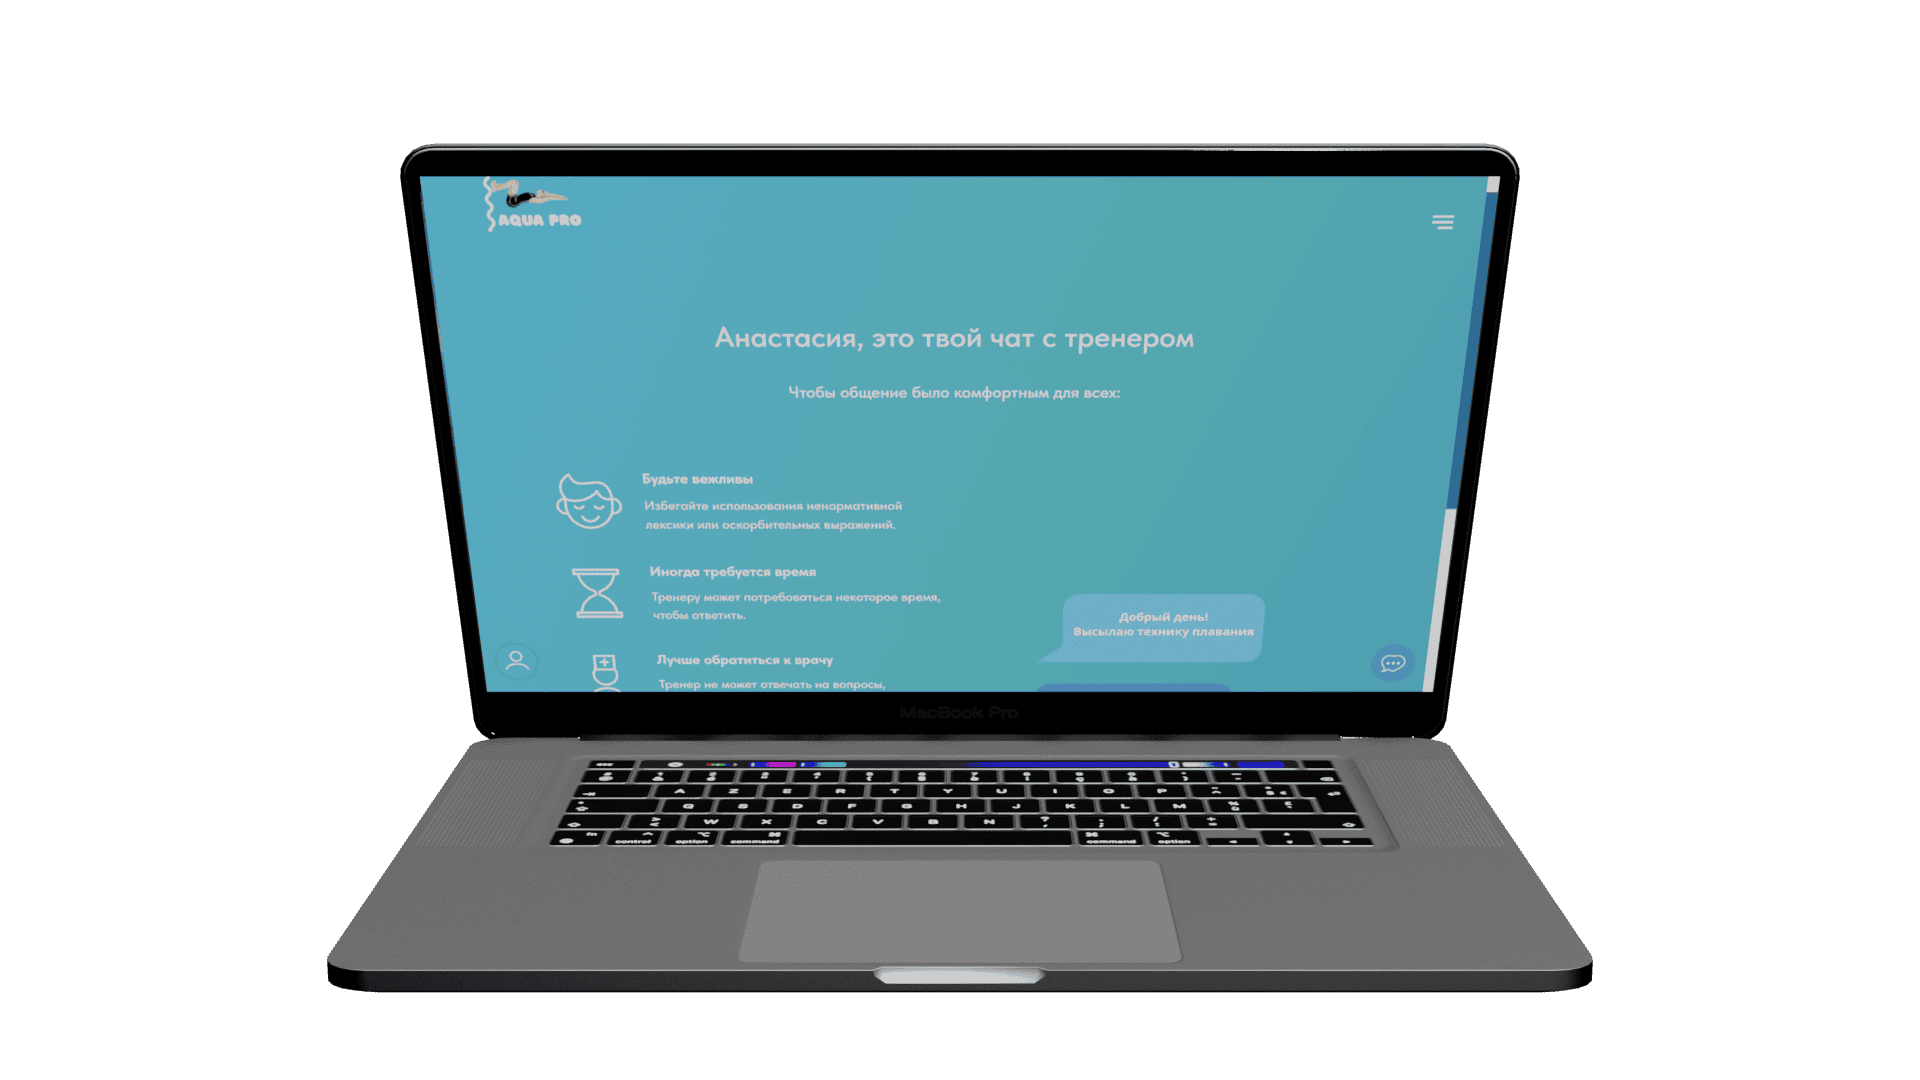 AQUA PRO
Анастасия, это твой чат с тренером
Чтобы общение было комфортным для всех:
Будьте вежливы
Избегайте использования ненормативной
лексики или оскорбительных выражений.
Иногда требуется время
Тренеру может потребоваться некоторое время,
чтобы ответить.
Добрый день!
Высылаю технику плавания
Лучше обратиться к врачу
Тренер не может отвечать на вопросы,
MacBook Pro
A Z E R T Y U I O P
Q S D F G H J K L M
W X C V B N
fn control option command command option